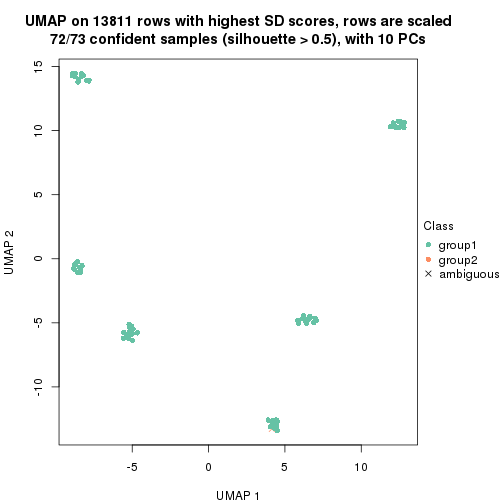 UMAP on 13811 rows with highest SD scores, rows are scaled
72/73 confident samples (silhouette > 0.5), with 10 PCs
15
10
5
0
-5
-10
UMAP 2
-5
0
5
10
UMAP 1
Class
group1
group2
ambiguous